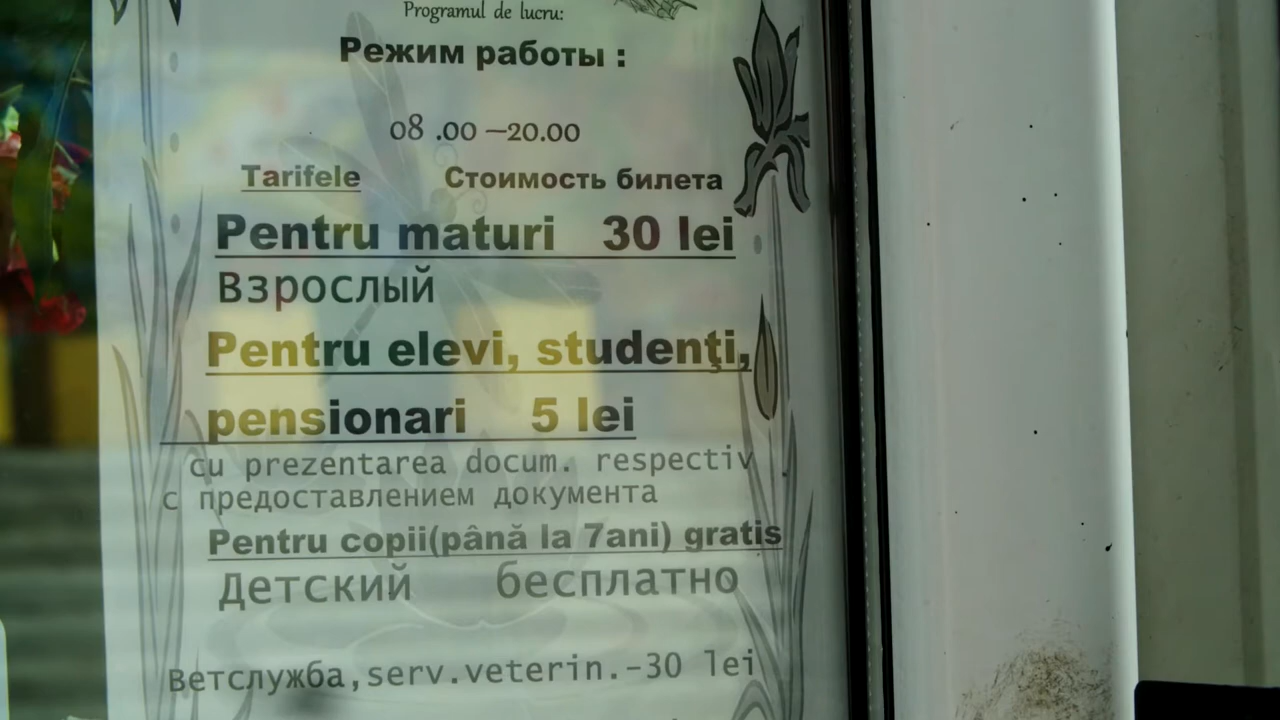 Programul de lucru:
Режим работы :
08 .00 —20.00
Tarifele Стоимость билета
Pentru maturi 30 lei
Взрослый
Pentru elevi, studenţi,
pensionari 5 lei
cu prezentarea docum. respectiv
с предоставлением документа
Pentru copii(până la 7ani) gratis
Детский бесплатно
Ветслужба,serv.veterin.-30 lei